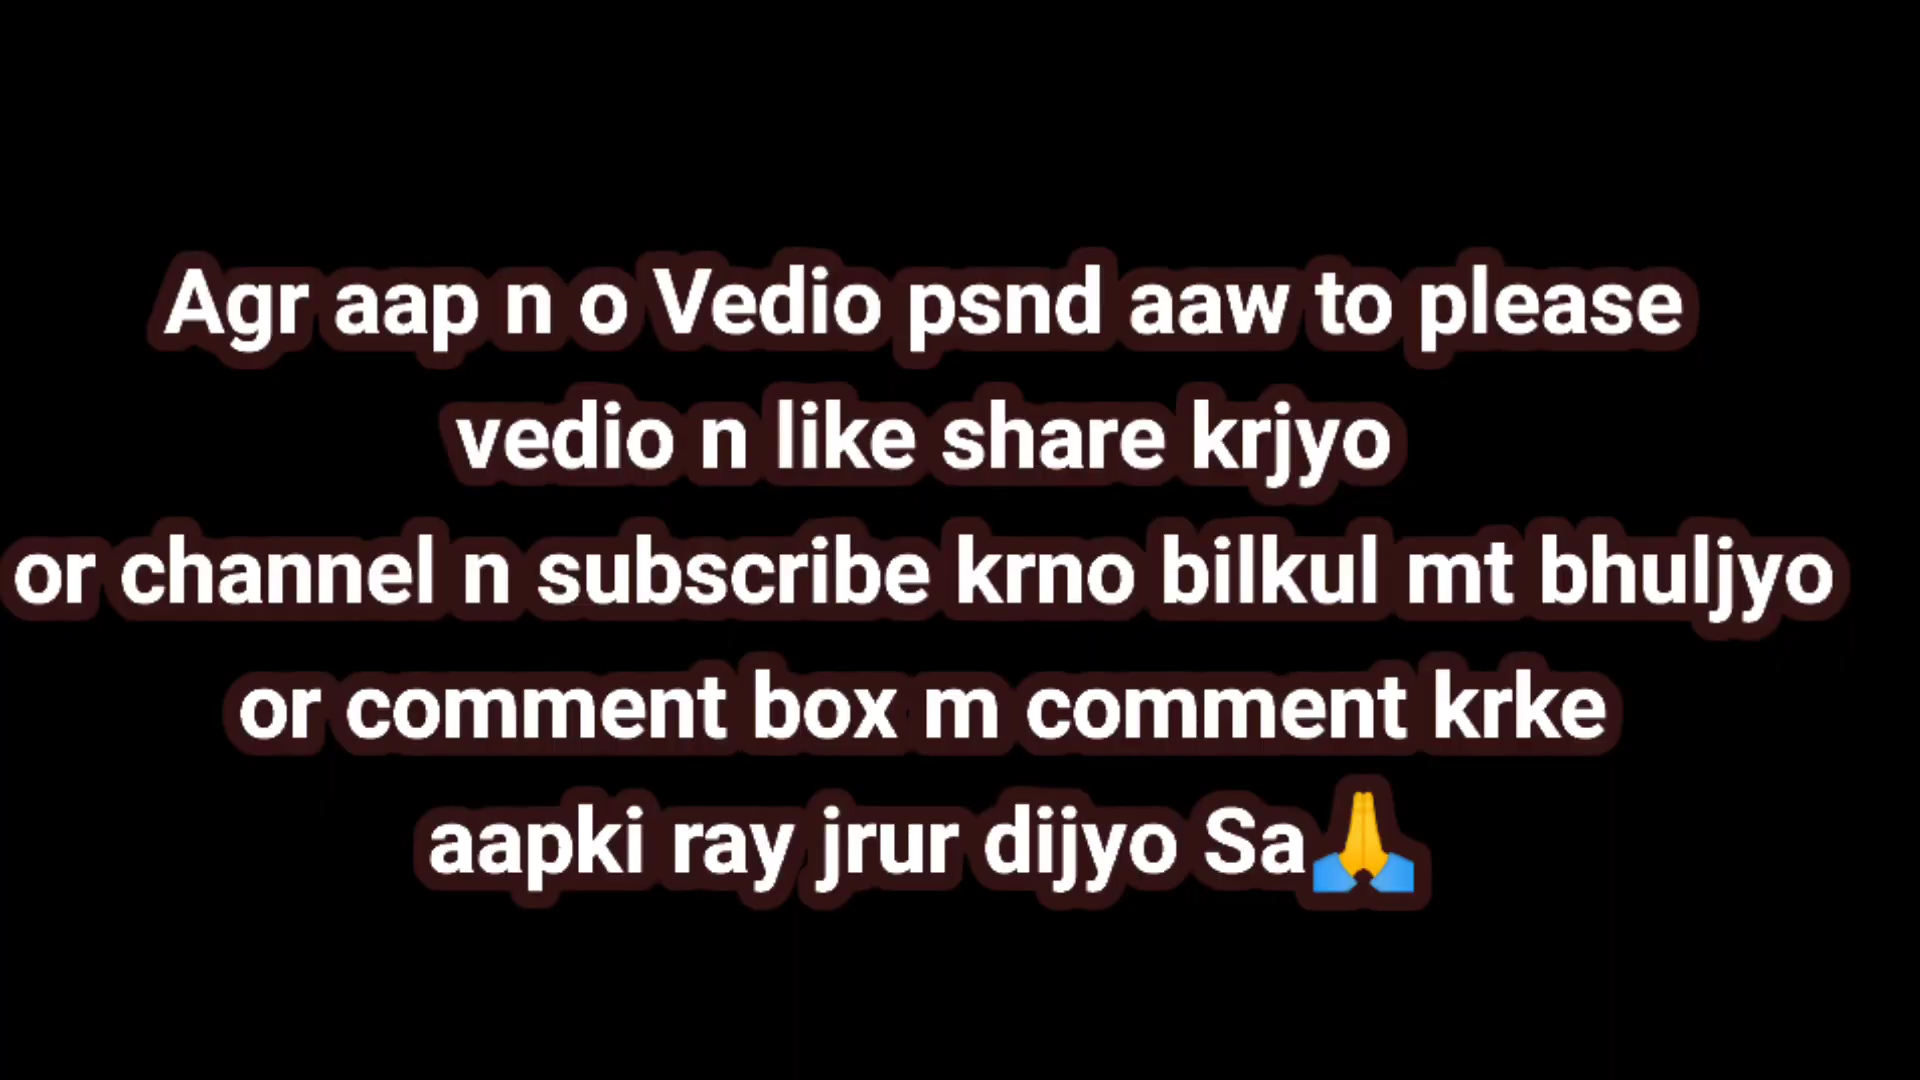 Agr aap n o Vedio psnd aaw to please
vedio n like share krjyo
or channel n subscribe krno bilkul mt bhuljyo
or comment box m comment krke
aapki ray jrur dijyo Sa🙏